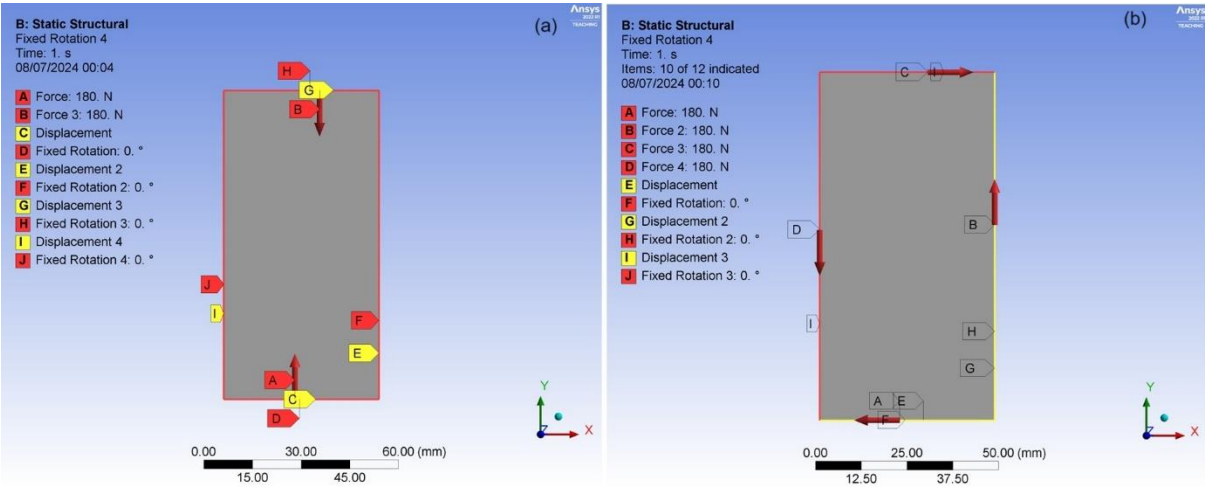 B: Static Structural
Fixed Rotation 4
Time: 1. s
08/07/2024 00:04
A Force: 180. N
B Force 3: 180. N
C Displacement
D Fixed Rotation: 0. °
E Displacement 2
F Fixed Rotation 2: 0. °
G Displacement 3
H Fixed Rotation 3: 0. °
I Displacement 4
J Fixed Rotation 4: 0. °
(a)
Ansys
TEACHING
H
G
B
J
I
F
E
A
C
D
Y
Z
X
0.00 30.00 60.00 (mm)
15.00 45.00
B: Static Structural
Fixed Rotation 4
Time: 1. s
Items: 10 of 12 indicated
08/07/2024 00:10
A Force: 180. N
B Force 2: 180. N
C Force 3: 180. N
D Force 4: 180. N
E Displacement
F Fixed Rotation: 0. °
G Displacement 2
H Fixed Rotation 2: 0. °
I Displacement 3
J Fixed Rotation 3: 0. °
(b)
Ansys
TEACHING
C
D
B
I
H
G
A E
F
Y
Z
X
0.00 25.00 50.00 (mm)
12.50 37.50